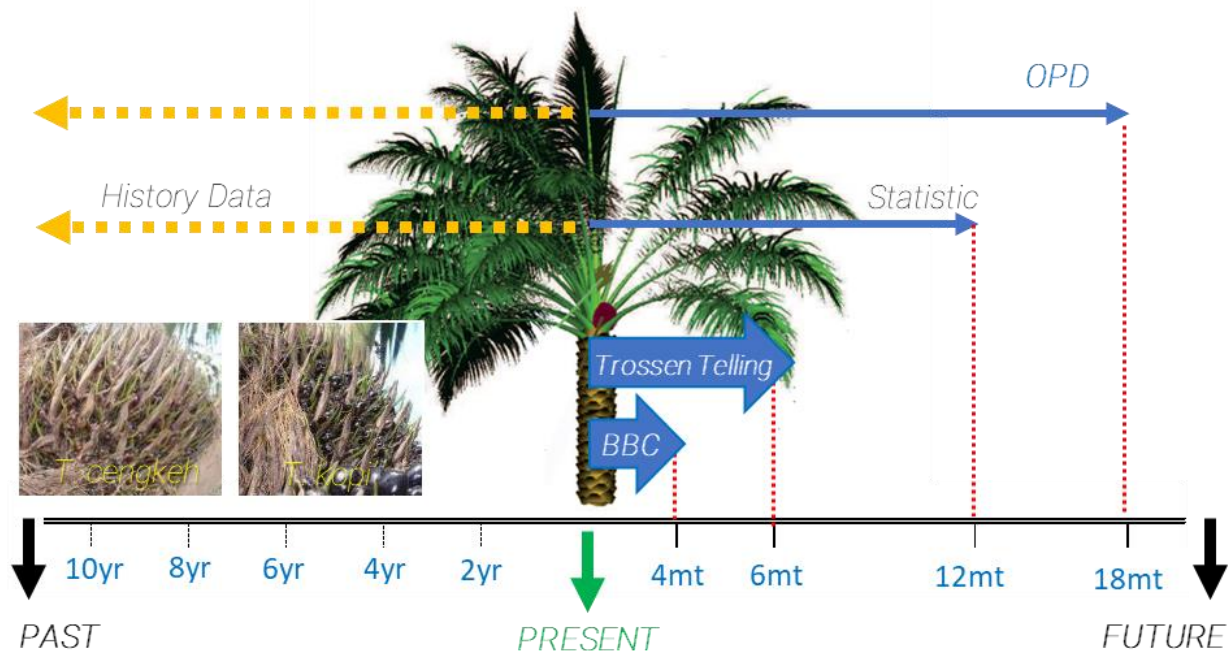 OPD
History Data
Statistic
Trossen Telling
BBC
T. cengkeh
T. kopi
10yr 8yr 6yr 4yr 2yr 4mt 6mt 12mt 18mt
PAST PRESENT FUTURE